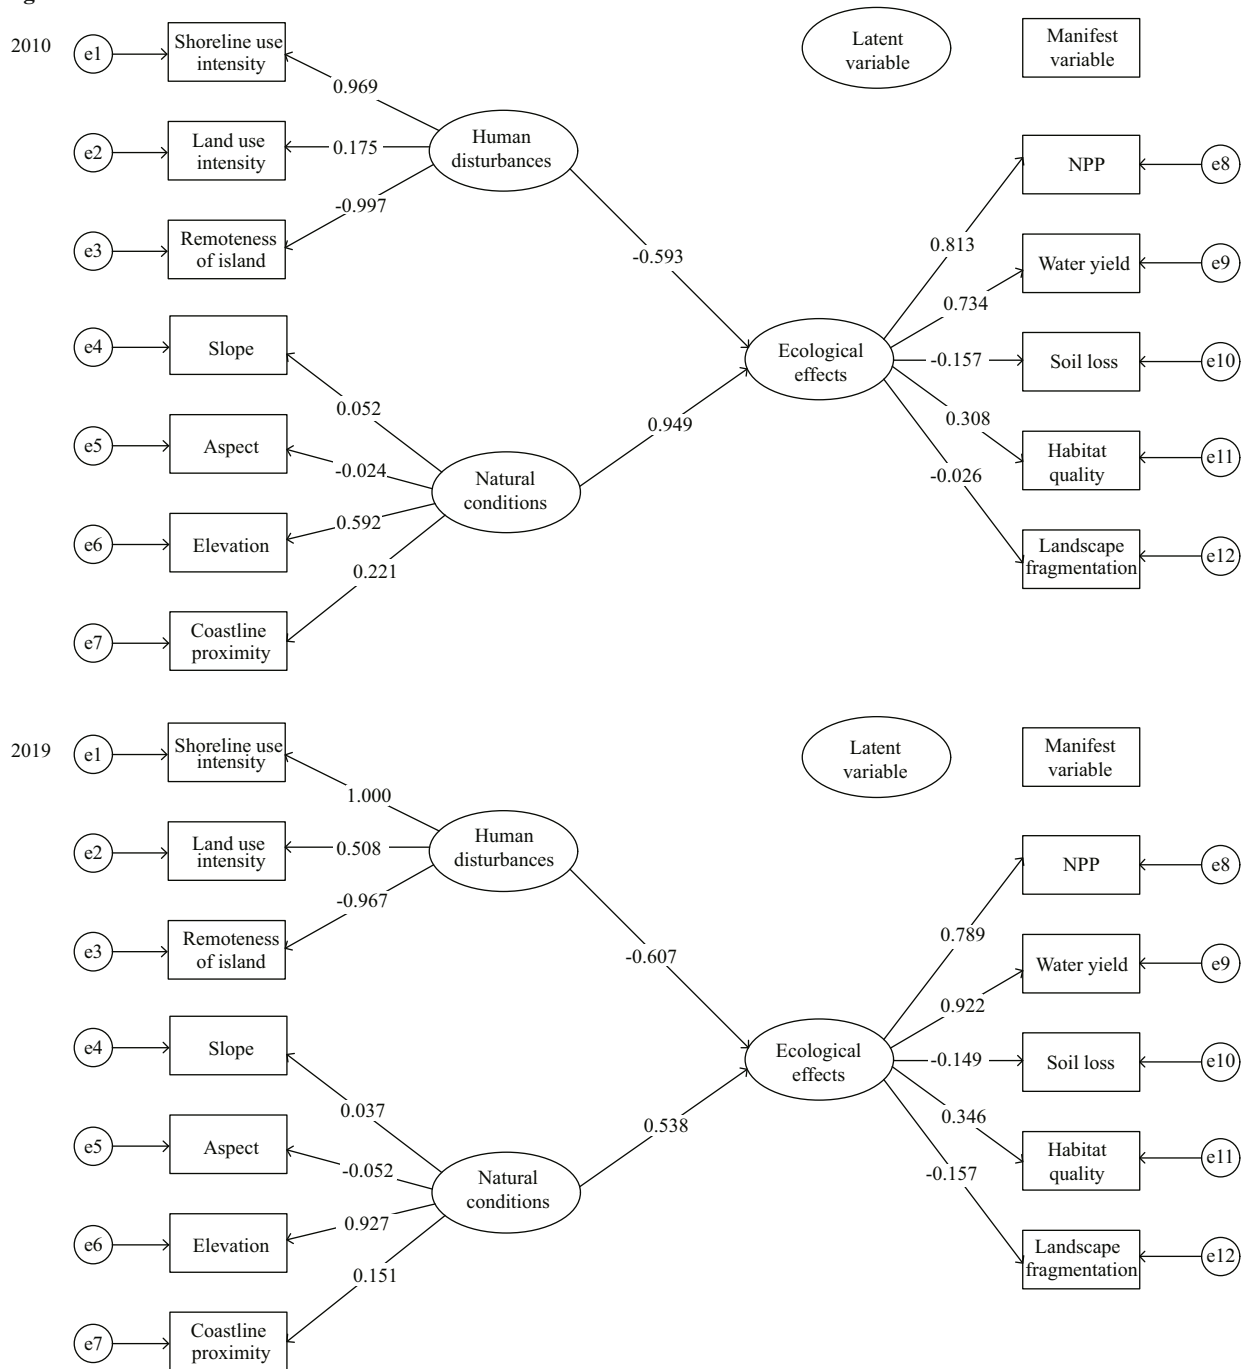 2010
e1
Shoreline use
intensity
0.969
e2
Land use
intensity
0.175
e3
Remoteness
of island
-0.997
Human
disturbances
-0.593
e4
Slope
0.052
e5
Aspect
-0.024
e6
Elevation
0.592
e7
Coastline
proximity
0.221
Natural
conditions
0.949
Latent
variable
Manifest
variable
Ecological
effects
0.813
NPP
e8
0.734
Water yield
e9
-0.157
Soil loss
e10
0.308
Habitat
quality
e11
-0.026
Landscape
fragmentation
e12
2019
e1
Shoreline use
intensity
1.000
e2
Land use
intensity
0.508
e3
Remoteness
of island
-0.967
Human
disturbances
-0.607
e4
Slope
0.037
e5
Aspect
-0.052
e6
Elevation
0.927
e7
Coastline
proximity
0.151
Natural
conditions
0.538
Latent
variable
Manifest
variable
Ecological
effects
0.789
NPP
e8
0.922
Water yield
e9
-0.149
Soil loss
e10
0.346
Habitat
quality
e11
-0.157
Landscape
fragmentation
e12